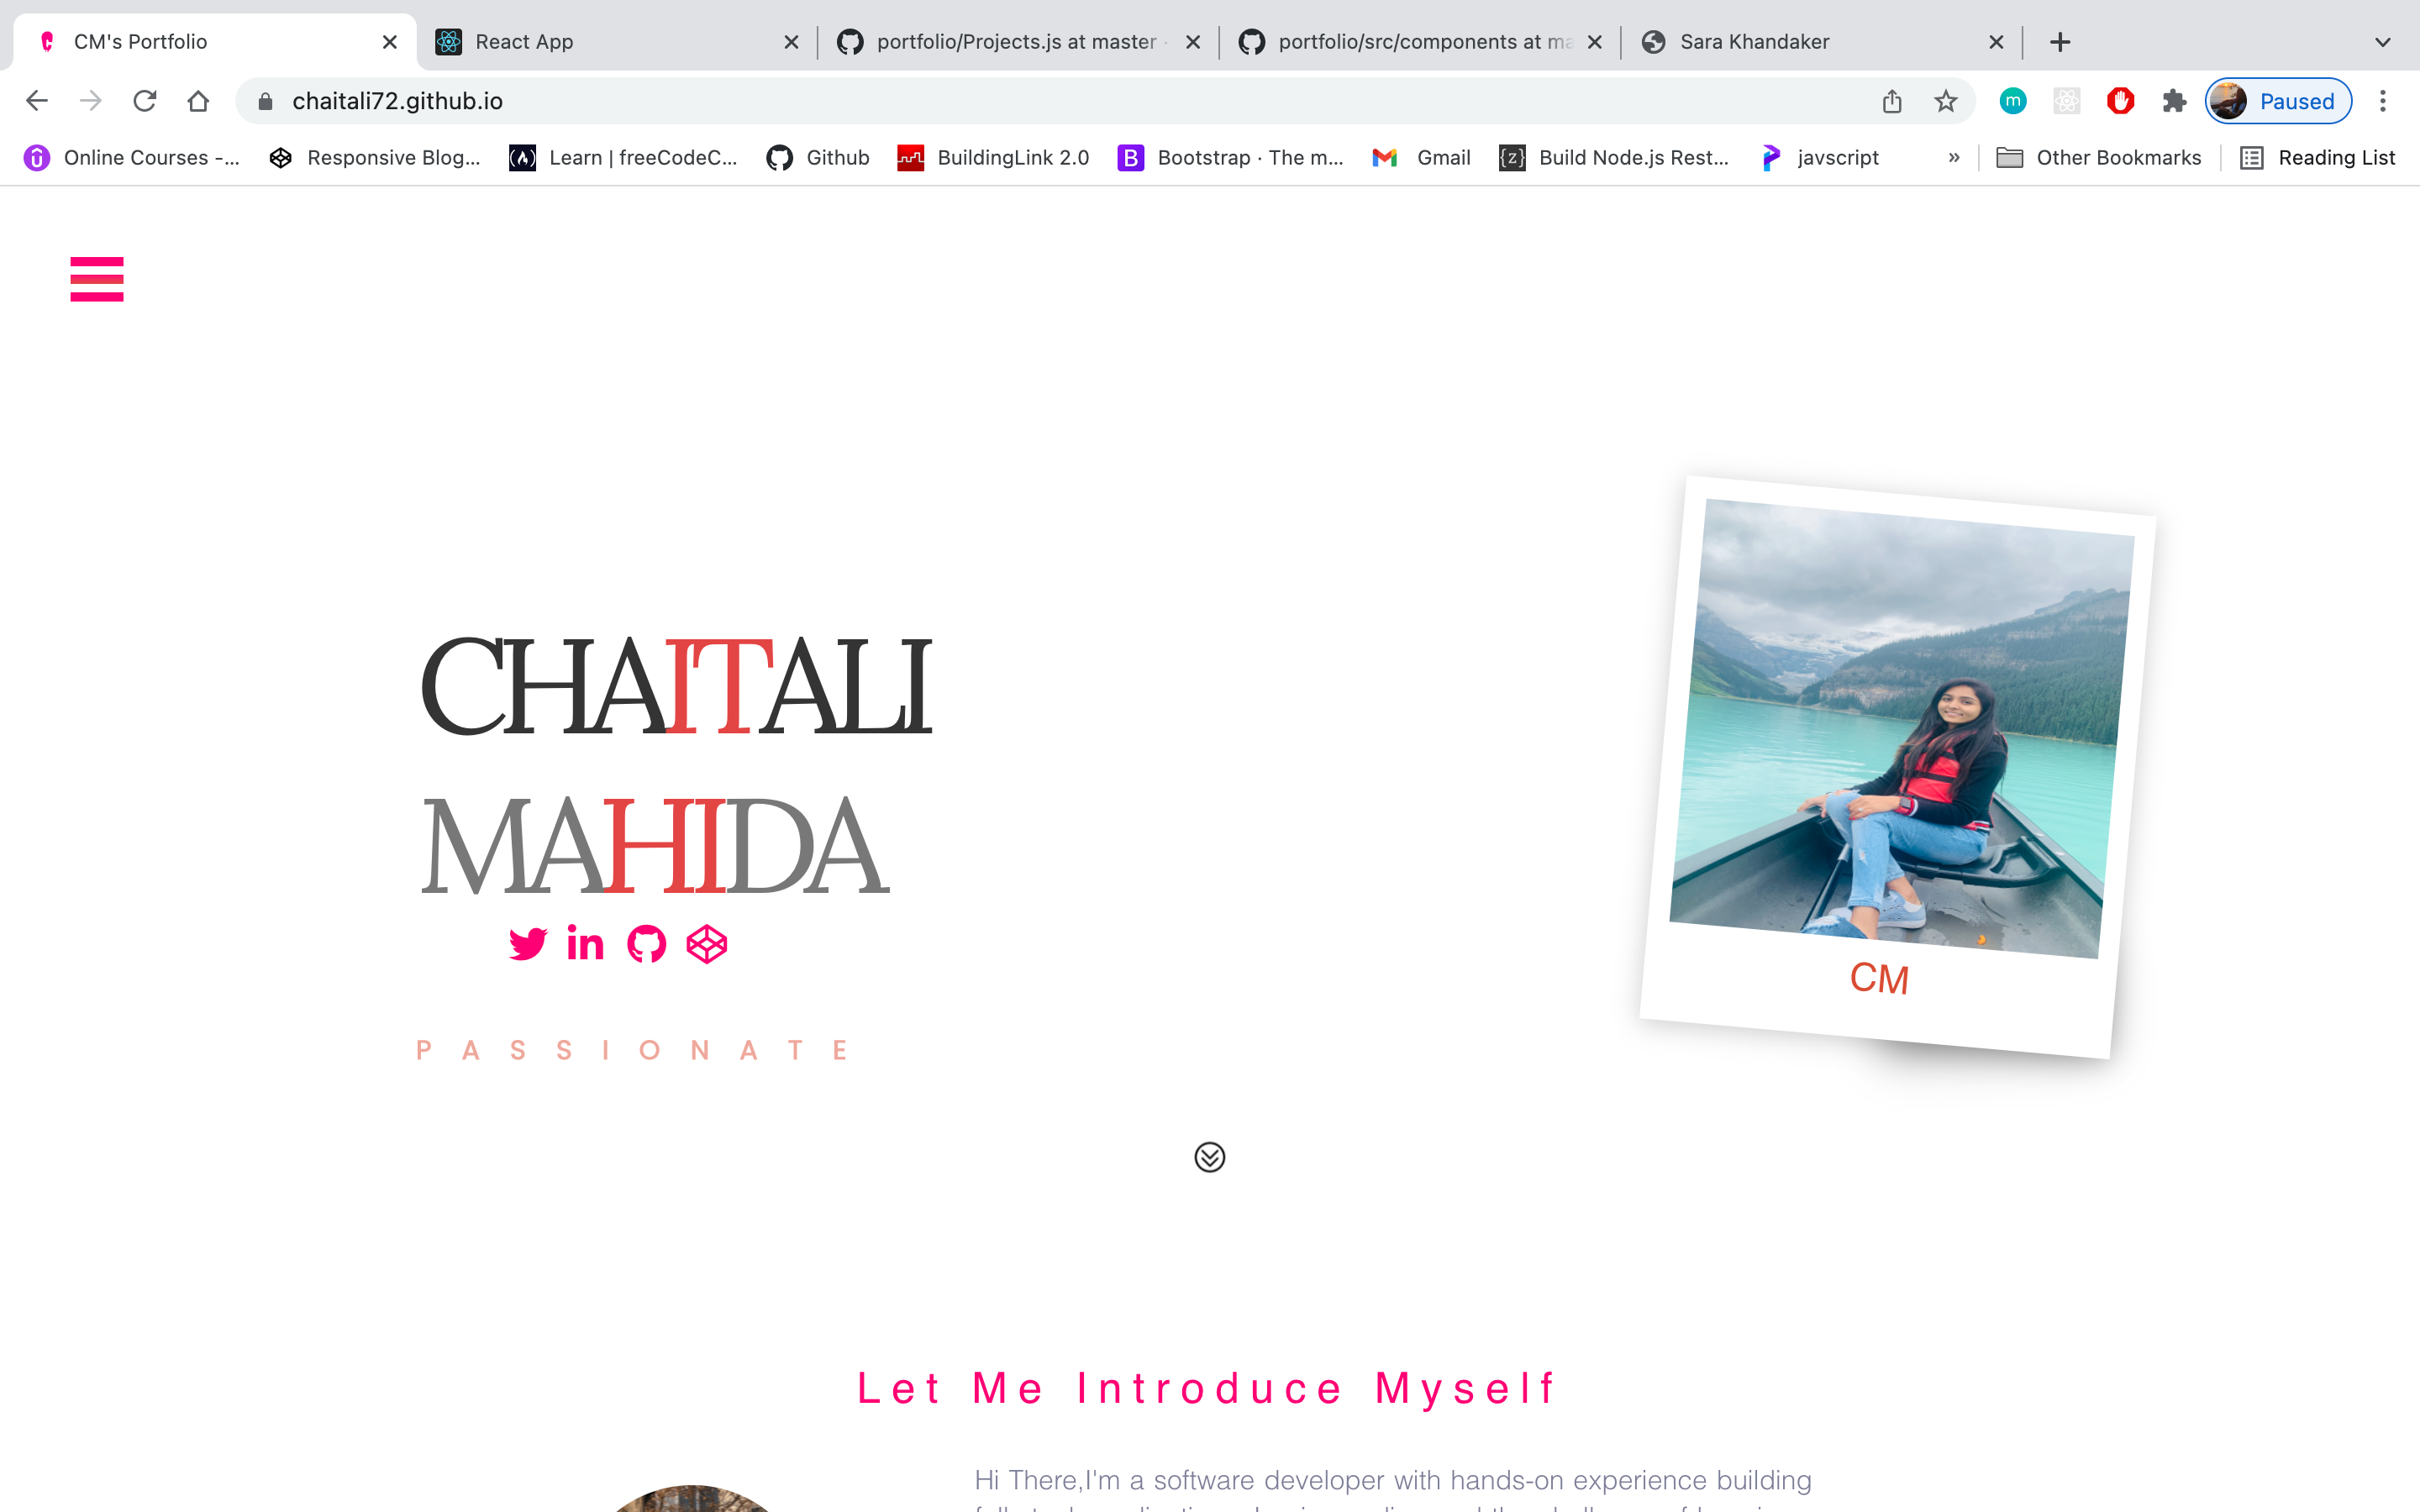 CM's Portfolio
React App
portfolio/Projects.js at master ·
portfolio/src/components at ma
Sara Khandaker
chaitali72.github.io
Paused
Online Courses -...
Responsive Blog...
Learn | freeCodeC...
Github
BuildingLink 2.0
Bootstrap · The m...
Gmail
Build Node.js Rest...
javscript
»
Other Bookmarks
Reading List
CHAITALI
MAHIDA
PASSIONATE
CM
Let Me Introduce Myself
Hi There,I'm a software developer with hands-on experience building